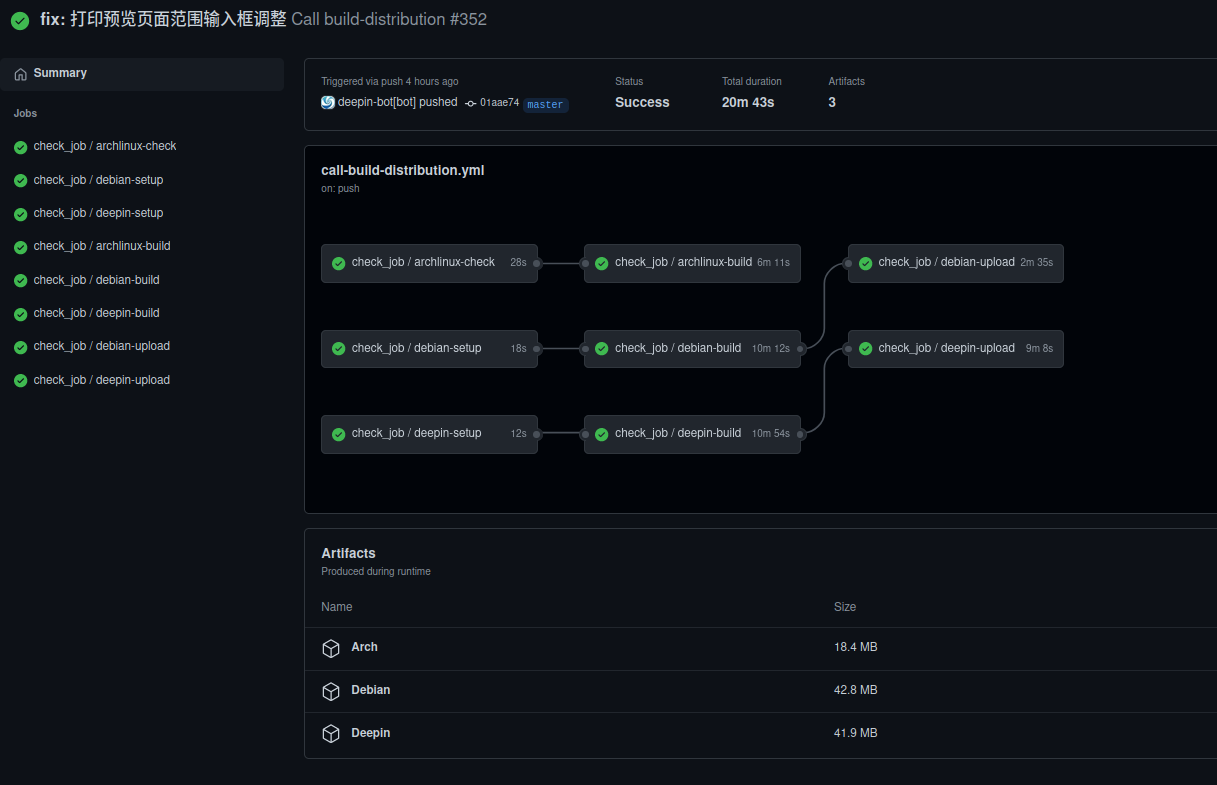 fix: 打印预览页面范围输入框调整 Call build-distribution #352
Summary
Jobs
check_job / archlinux-check
check_job / debian-setup
check_job / deepin-setup
check_job / archlinux-build
check_job / debian-build
check_job / deepin-build
check_job / debian-upload
check_job / deepin-upload
Triggered via push 4 hours ago
deepin-bot[bot] pushed 01aae74 master
Status
Success
Total duration
20m 43s
Artifacts
3
call-build-distribution.yml
on: push
check_job / archlinux-check 28s
check_job / archlinux-build 6m 11s
check_job / debian-upload 2m 35s
check_job / debian-setup 18s
check_job / debian-build 10m 12s
check_job / deepin-upload 9m 8s
check_job / deepin-setup 12s
check_job / deepin-build 10m 54s
Artifacts
Produced during runtime
Name Size
Arch 18.4 MB
Debian 42.8 MB
Deepin 41.9 MB